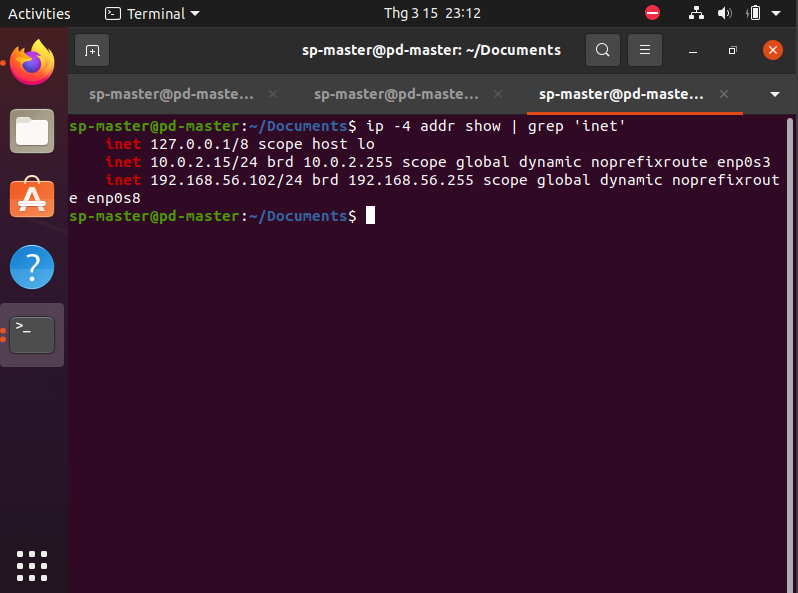 Activities Terminal Thg 3 15 23:12
sp-master@pd-master: ~/Documents
sp-master@pd-maste... sp-master@pd-maste... sp-master@pd-maste...
sp-master@pd-master:~/Documents$ ip -4 addr show | grep 'inet'
inet 127.0.0.1/8 scope host lo
inet 10.0.2.15/24 brd 10.0.2.255 scope global dynamic noprefixroute enp0s3
inet 192.168.56.102/24 brd 192.168.56.255 scope global dynamic noprefixrout
e enp0s8
sp-master@pd-master:~/Documents$